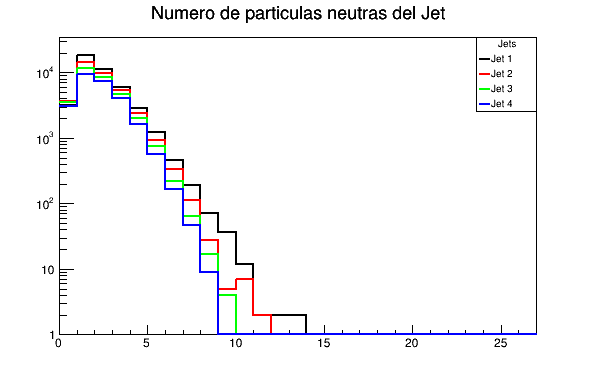 Numero de particulas neutras del Jet
Jets
Jet 1
Jet 2
Jet 3
Jet 4
10⁴
10³
10²
10
1
0 5 10 15 20 25